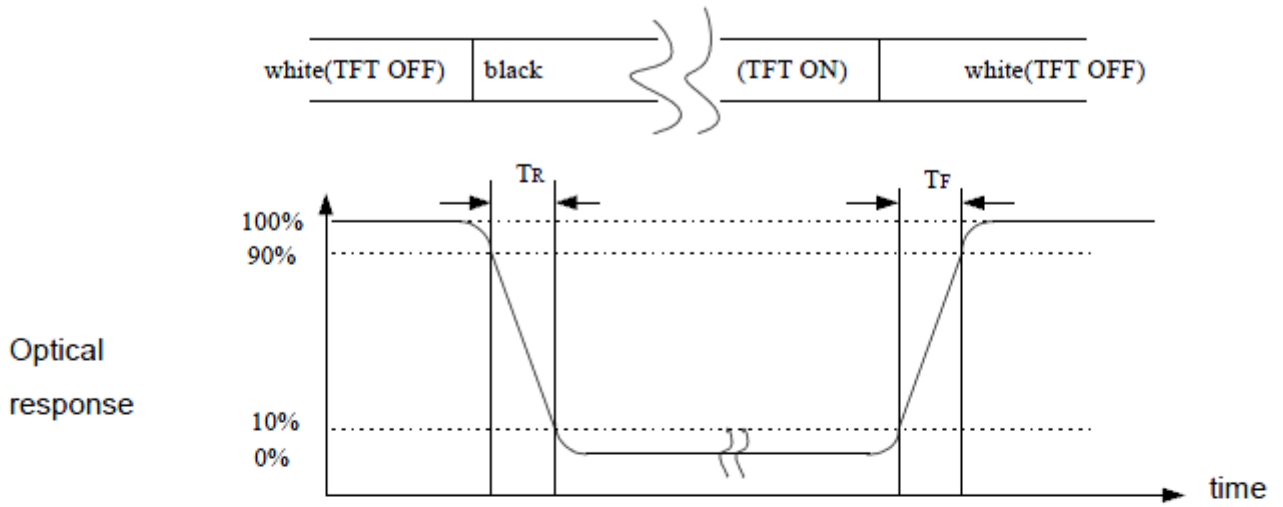 white(TFT OFF) black (TFT ON) white(TFT OFF)
TR TF
100%
90%
Optical
response
10%
0%
time